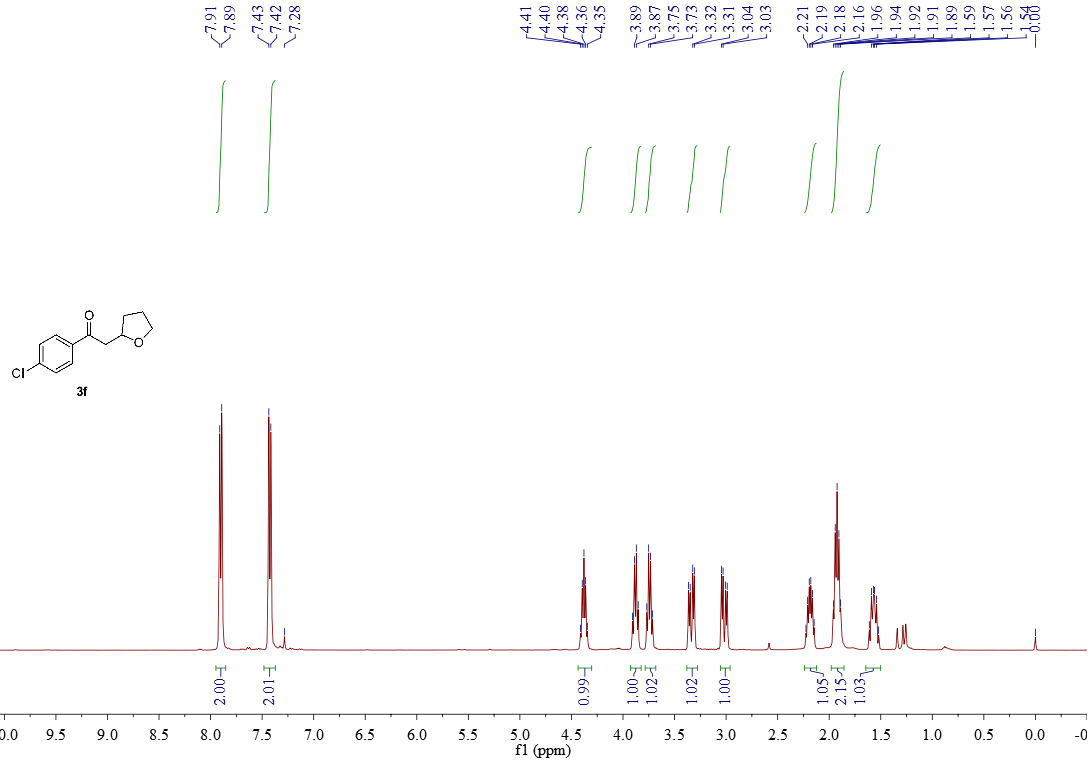 7.91 7.89 7.43 7.42 7.28 4.41 4.40 4.38 4.36 4.35 3.89 3.87 3.75 3.73 3.32 3.31 3.04 3.03 2.21 2.19 2.18 2.16 1.96 1.94 1.92 1.91 1.89 1.59 1.57 1.56 1.54 0.00
O
O
Cl
3f
2.00 2.01 0.99 1.00 1.02 1.02 1.00 1.05 2.15 1.03
0.0 9.5 9.0 8.5 8.0 7.5 7.0 6.5 6.0 5.5 5.0 4.5 4.0 3.5 3.0 2.5 2.0 1.5 1.0 0.5 0.0 -0
f1 (ppm)